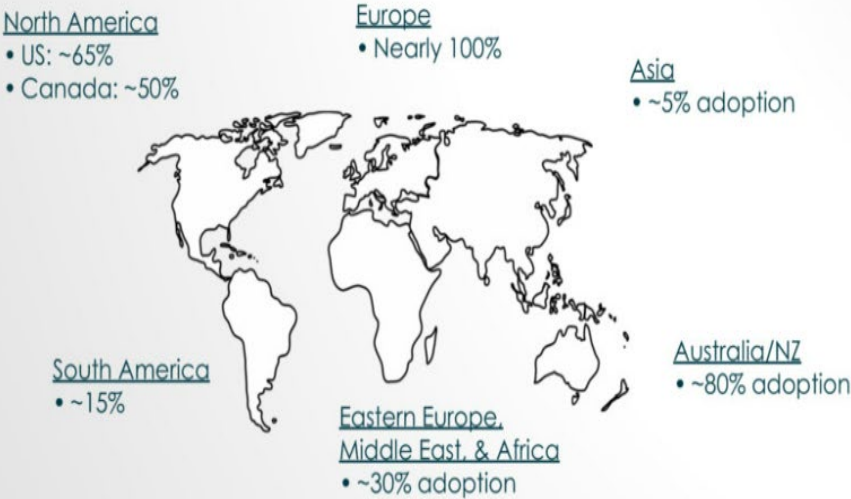 North America
• US: ~65%
• Canada: ~50%
Europe
• Nearly 100%
Asia
• ~5% adoption
South America
• ~15%
Eastern Europe,
Middle East, & Africa
• ~30% adoption
Australia/NZ
• ~80% adoption